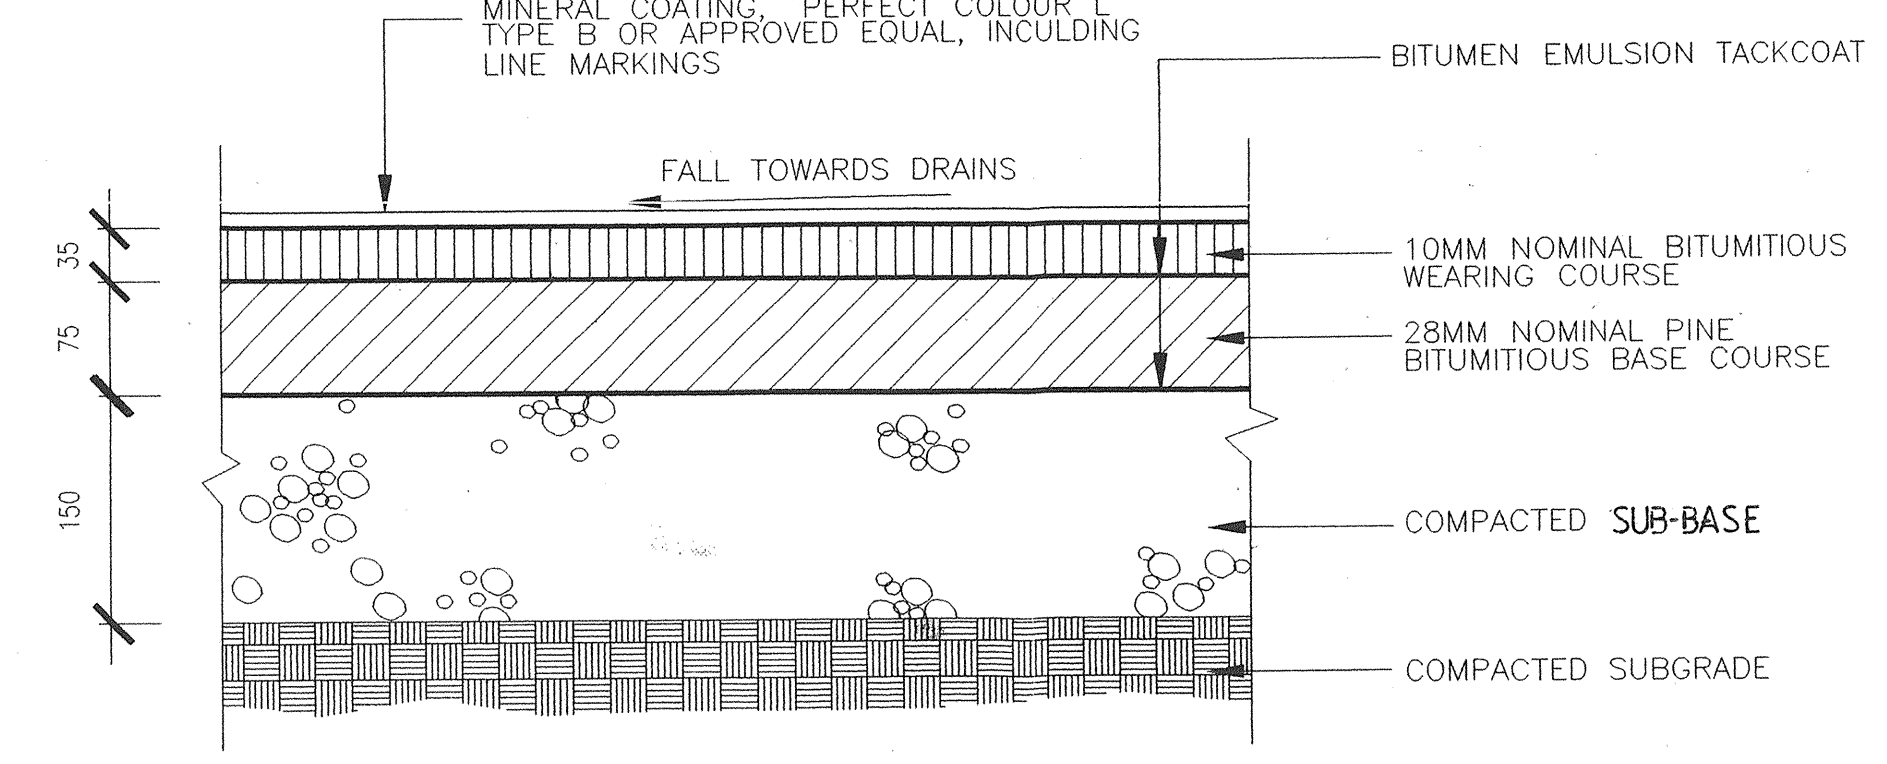 MINERAL COATING, PERFECT COLOUR L
TYPE B OR APPROVED EQUAL, INCULDING
LINE MARKINGS
BITUMEN EMULSION TACKCOAT
FALL TOWARDS DRAINS
35
10MM NOMINAL BITUMITIOUS
WEARING COURSE
75
28MM NOMINAL PINE
BITUMITIOUS BASE COURSE
150
COMPACTED SUB-BASE
COMPACTED SUBGRADE